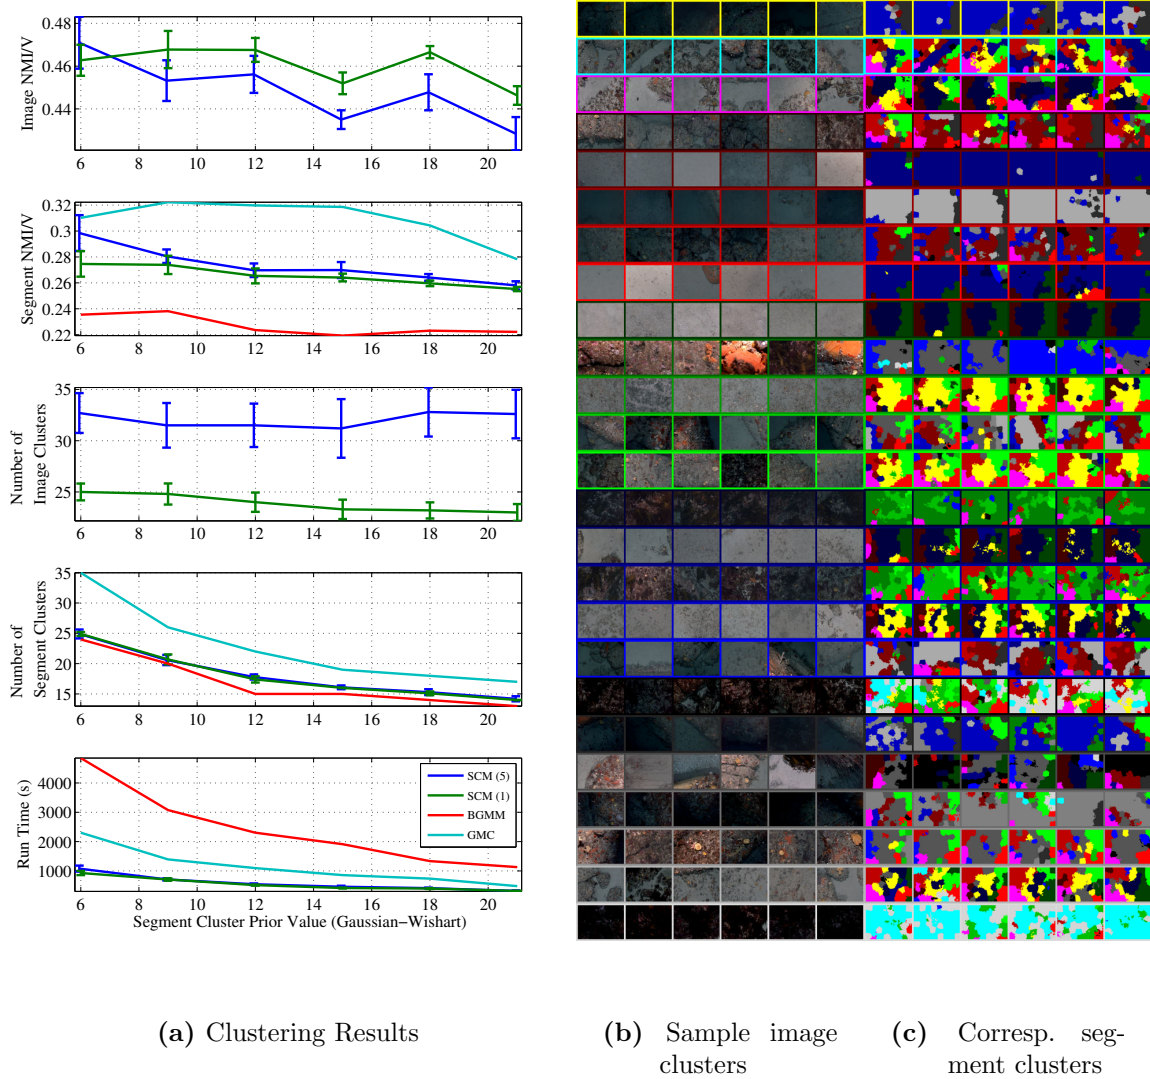 0.48
0.46
0.44
Image NMI/V
6 8 10 12 14 16 18 20
0.32
0.3
0.28
0.26
0.24
0.22
Segment NMI/V
6 8 10 12 14 16 18 20
35
30
25
Number of
Image Clusters
6 8 10 12 14 16 18 20
35
30
25
20
15
Number of
Segment Clusters
6 8 10 12 14 16 18 20
4000
3000
2000
1000
Run Time (s)
SCM (5)
SCM (1)
BGMM
GMC
6 8 10 12 14 16 18 20
Segment Cluster Prior Value (Gaussian−Wishart)
(a) Clustering Results
(b) Sample image
clusters
(c) Corresp. seg-
ment clusters